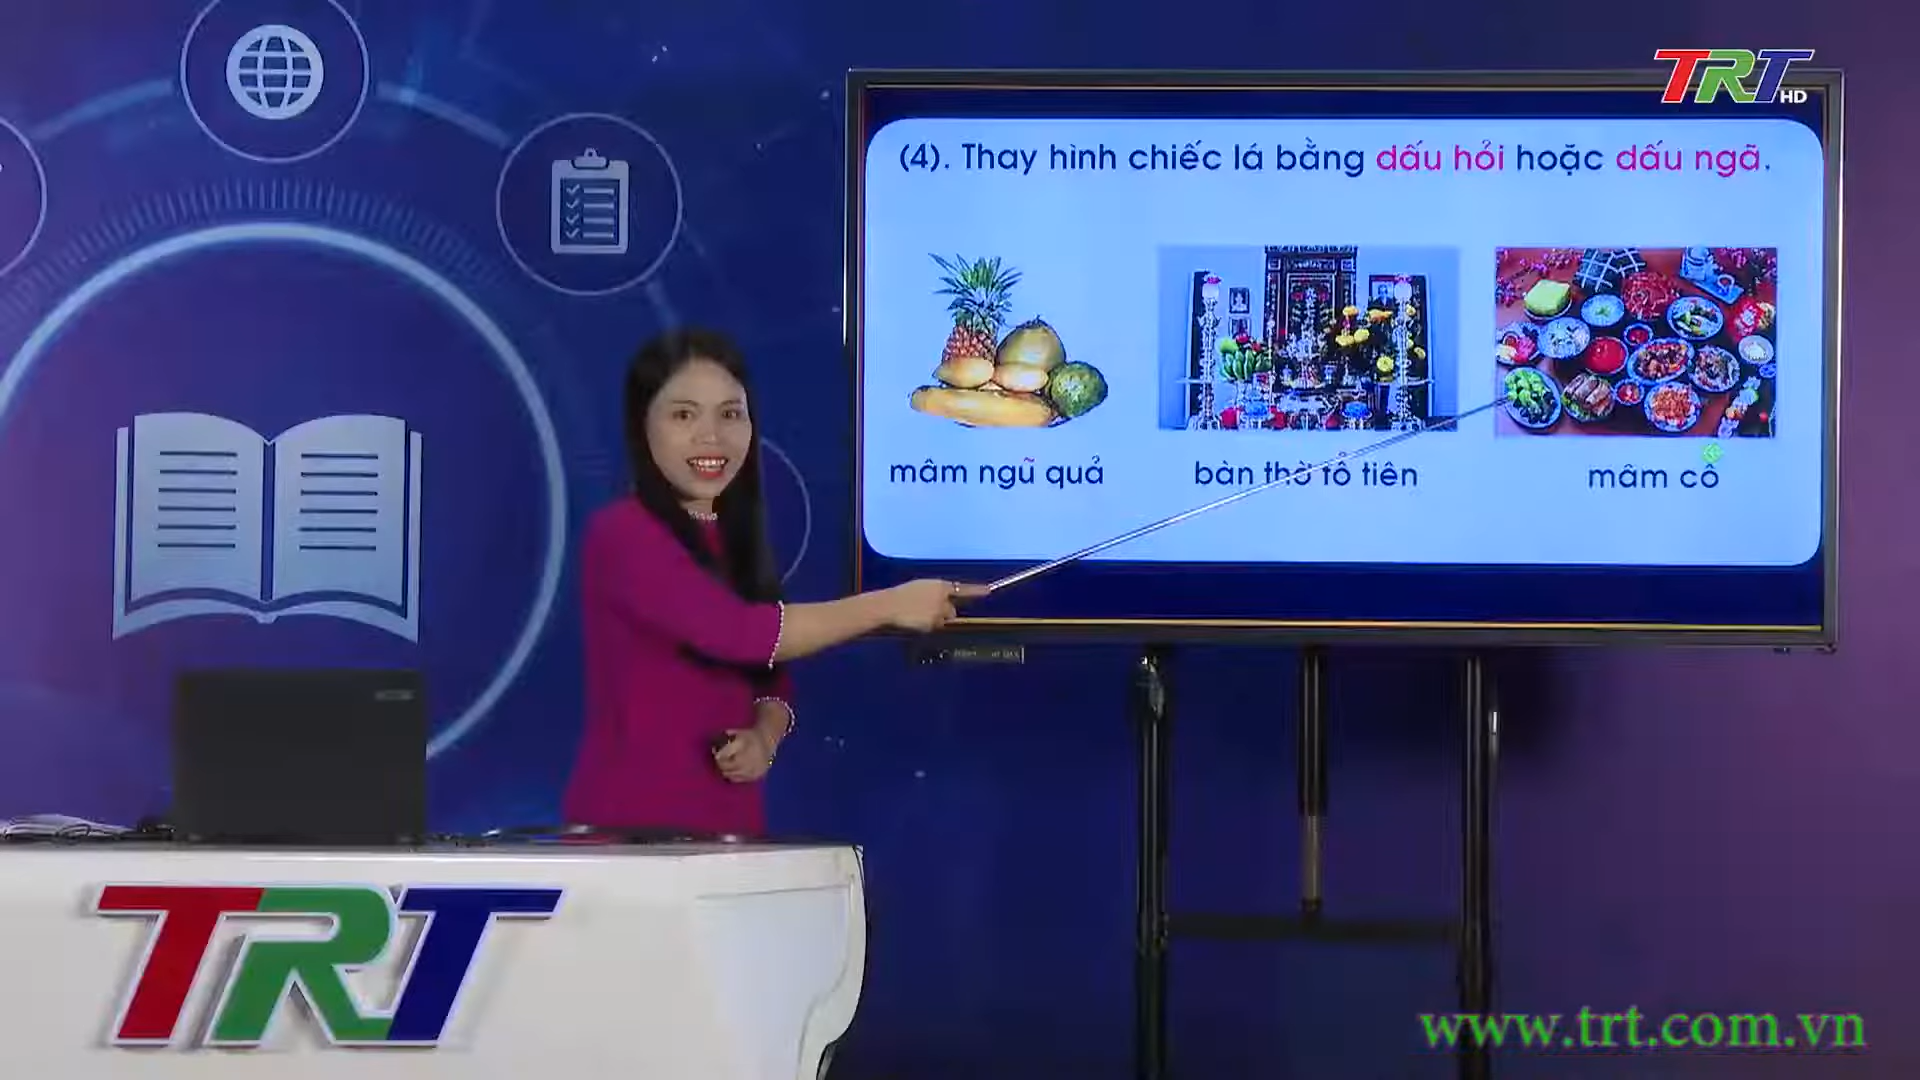 TRT HD
(4). Thay hình chiếc lá bằng dấu hỏi hoặc dấu ngã.
mâm ngũ quả
bàn thờ tổ tiên
mâm cô
TRT
www.trt.com.vn